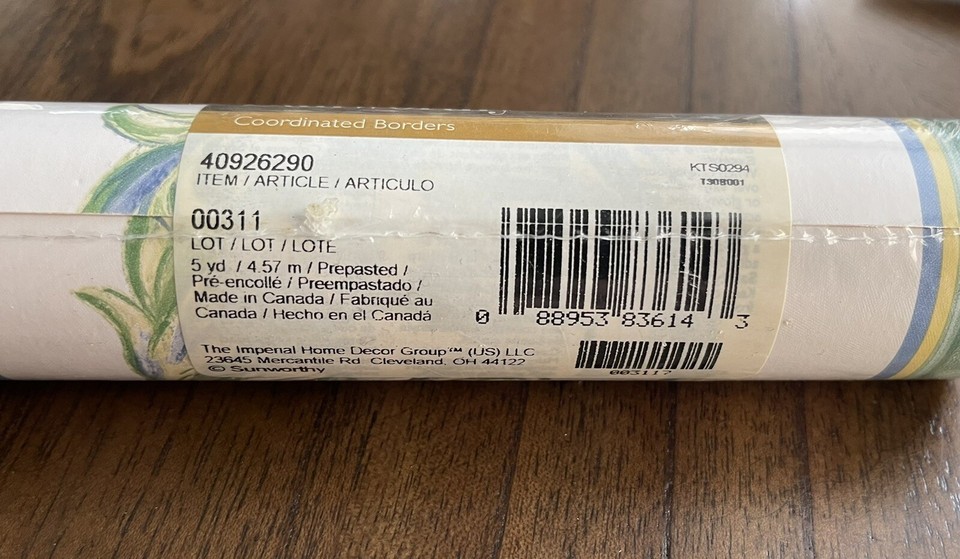 Coordinated Borders
40926290
ITEM / ARTICLE / ARTICULO
KTS0294
T308001
00311
LOT / LOT / LOTE
5 yd / 4.57 m / Prepasted /
Pré-encollé / Preempastado /
Made in Canada / Fabriqué au
Canada / Hecho en el Canadá
0 88953 83614 3
The Imperial Home Decor Group™ (US) LLC
23645 Mercantile Rd Cleveland, OH 44122
© Sunworthy
003117